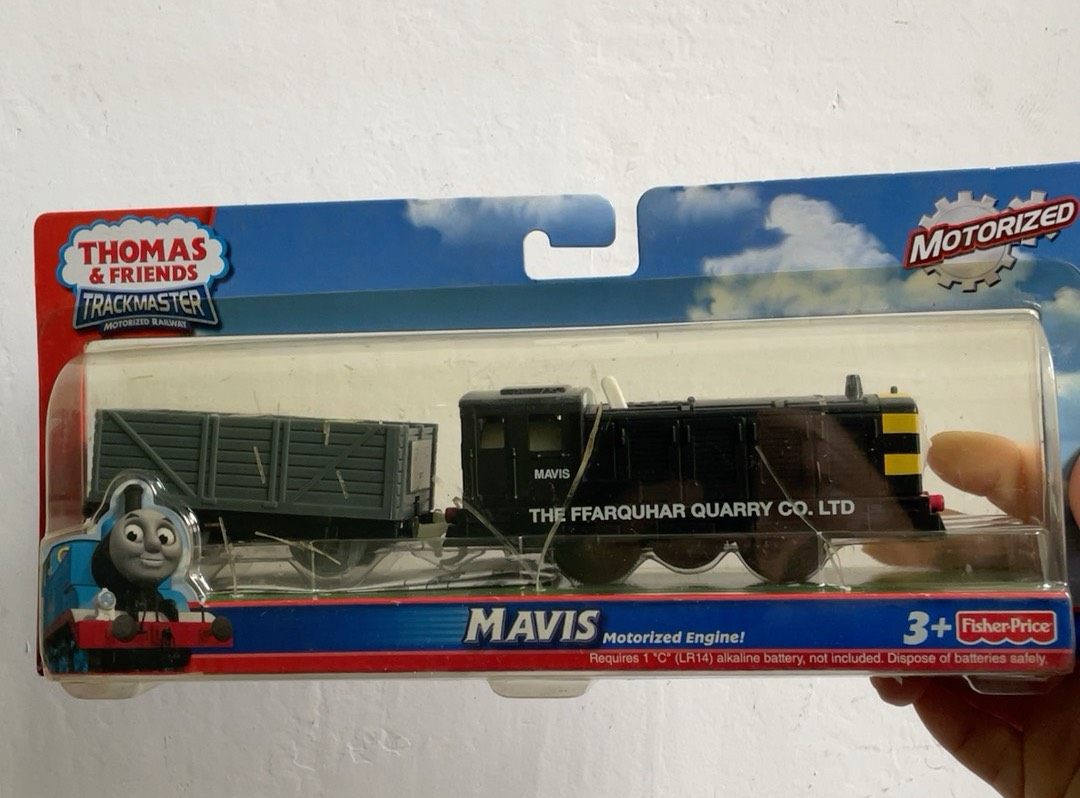 THOMAS
& FRIENDS
TRACKMASTER
MOTORIZED RAILWAY
MOTORIZED
MAVIS
THE FFARQUHAR QUARRY CO. LTD
MAVIS Motorized Engine!
3+ Fisher-Price
Requires 1 "C" (LR14) alkaline battery, not included. Dispose of batteries safely.